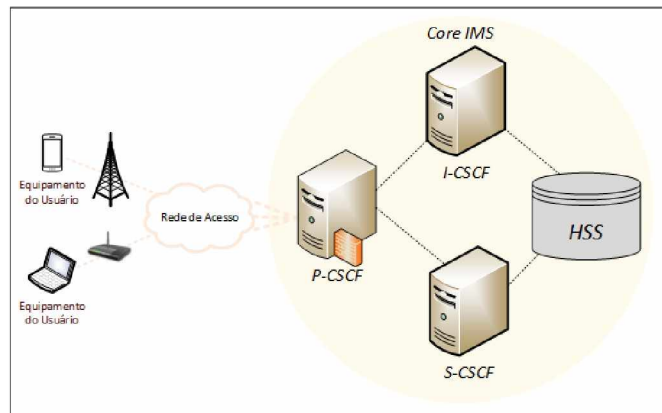 Core IMS
I-CSCF
Equipamento
do Usuário
Rede de Acesso
HSS
P-CSCF
Equipamento
do Usuário
S-CSCF